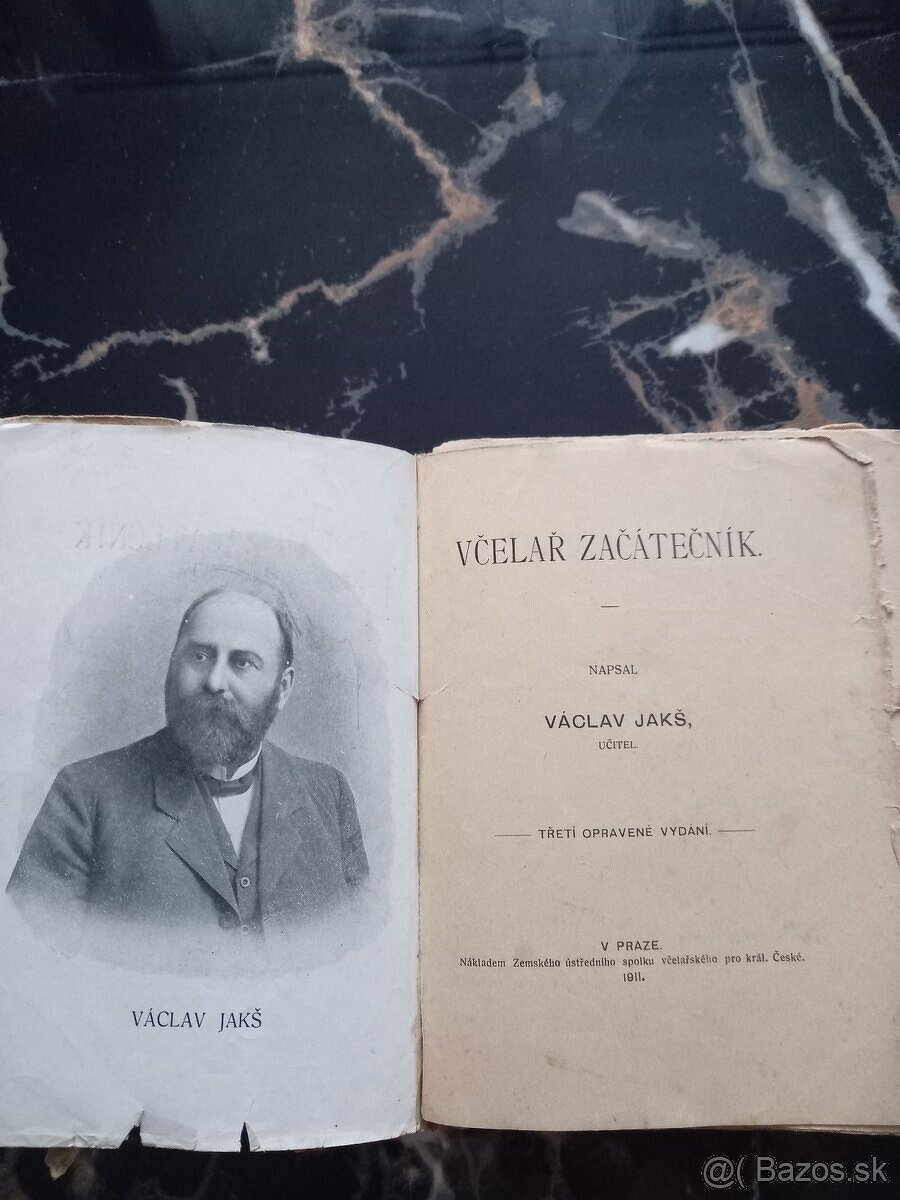 VÁCLAV JAKŠ
VČELAŘ ZAČÁTEČNÍK.
NAPSAL
VÁCLAV JAKŠ,
UČITEL.
TŘETÍ OPRAVENÉ VYDÁNÍ.
V PRAZE.
Nákladem Zemského ústředního spolku včelařského pro král. České.
1911.
@( Bazos.sk